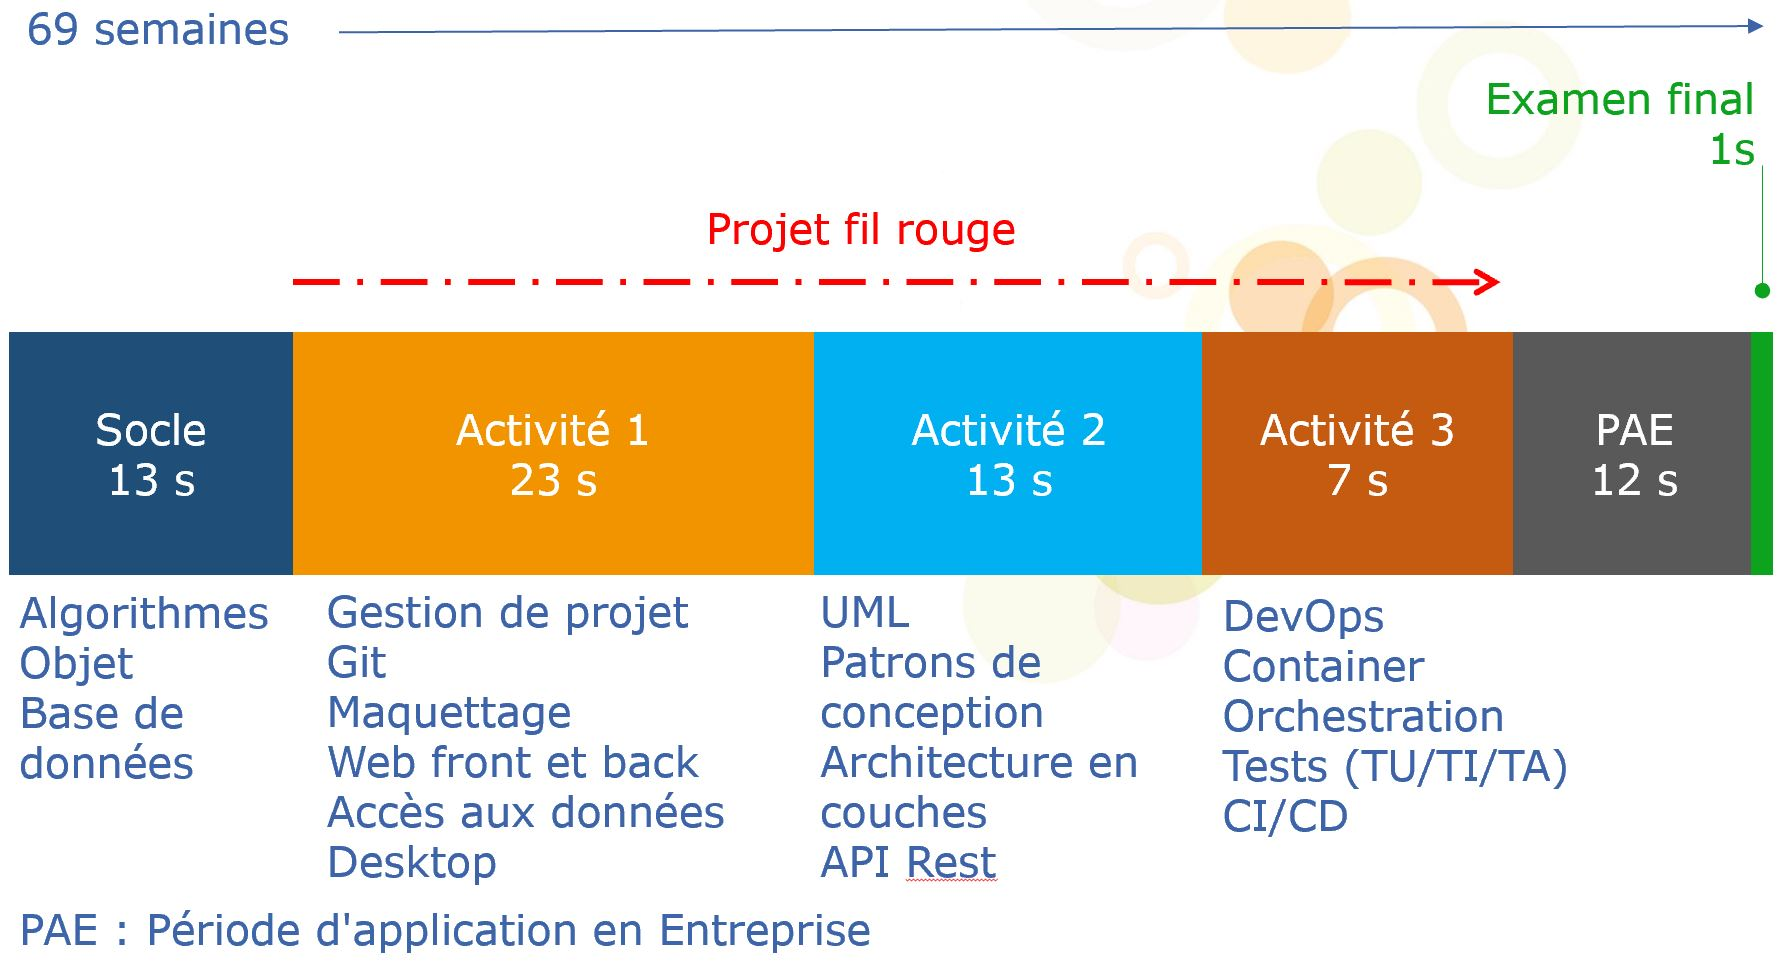 69 semaines
Examen final
1s
Projet fil rouge
Socle
13 s
Activité 1
23 s
Activité 2
13 s
Activité 3
7 s
PAE
12 s
Algorithmes
Objet
Base de
données
Gestion de projet
Git
Maquettage
Web front et back
Accès aux données
Desktop
UML
Patrons de
conception
Architecture en
couches
API Rest
DevOps
Container
Orchestration
Tests (TU/TI/TA)
CI/CD
PAE : Période d'application en Entreprise